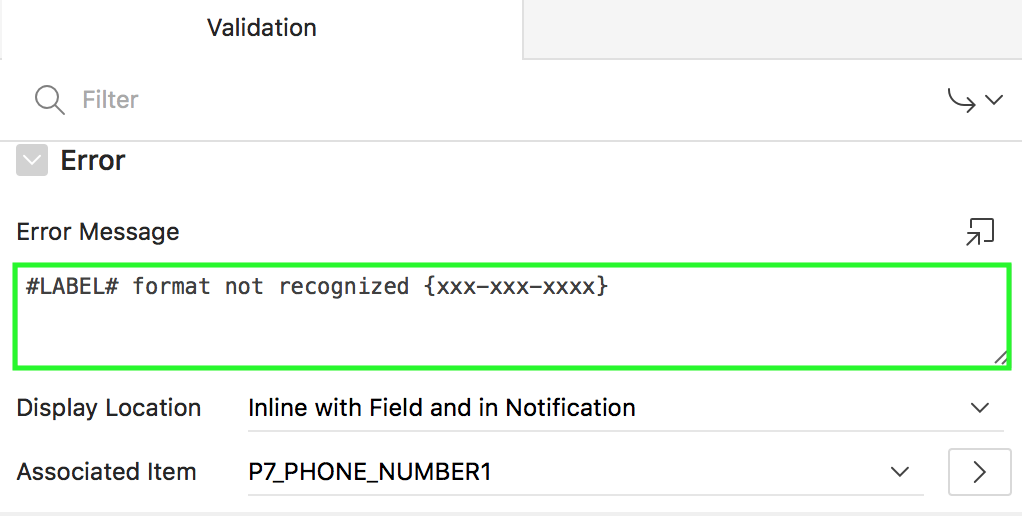 Validation
Filter
Error
Error Message
#LABEL# format not recognized {xxx-xxx-xxxx}
Display Location Inline with Field and in Notification
Associated Item P7_PHONE_NUMBER1